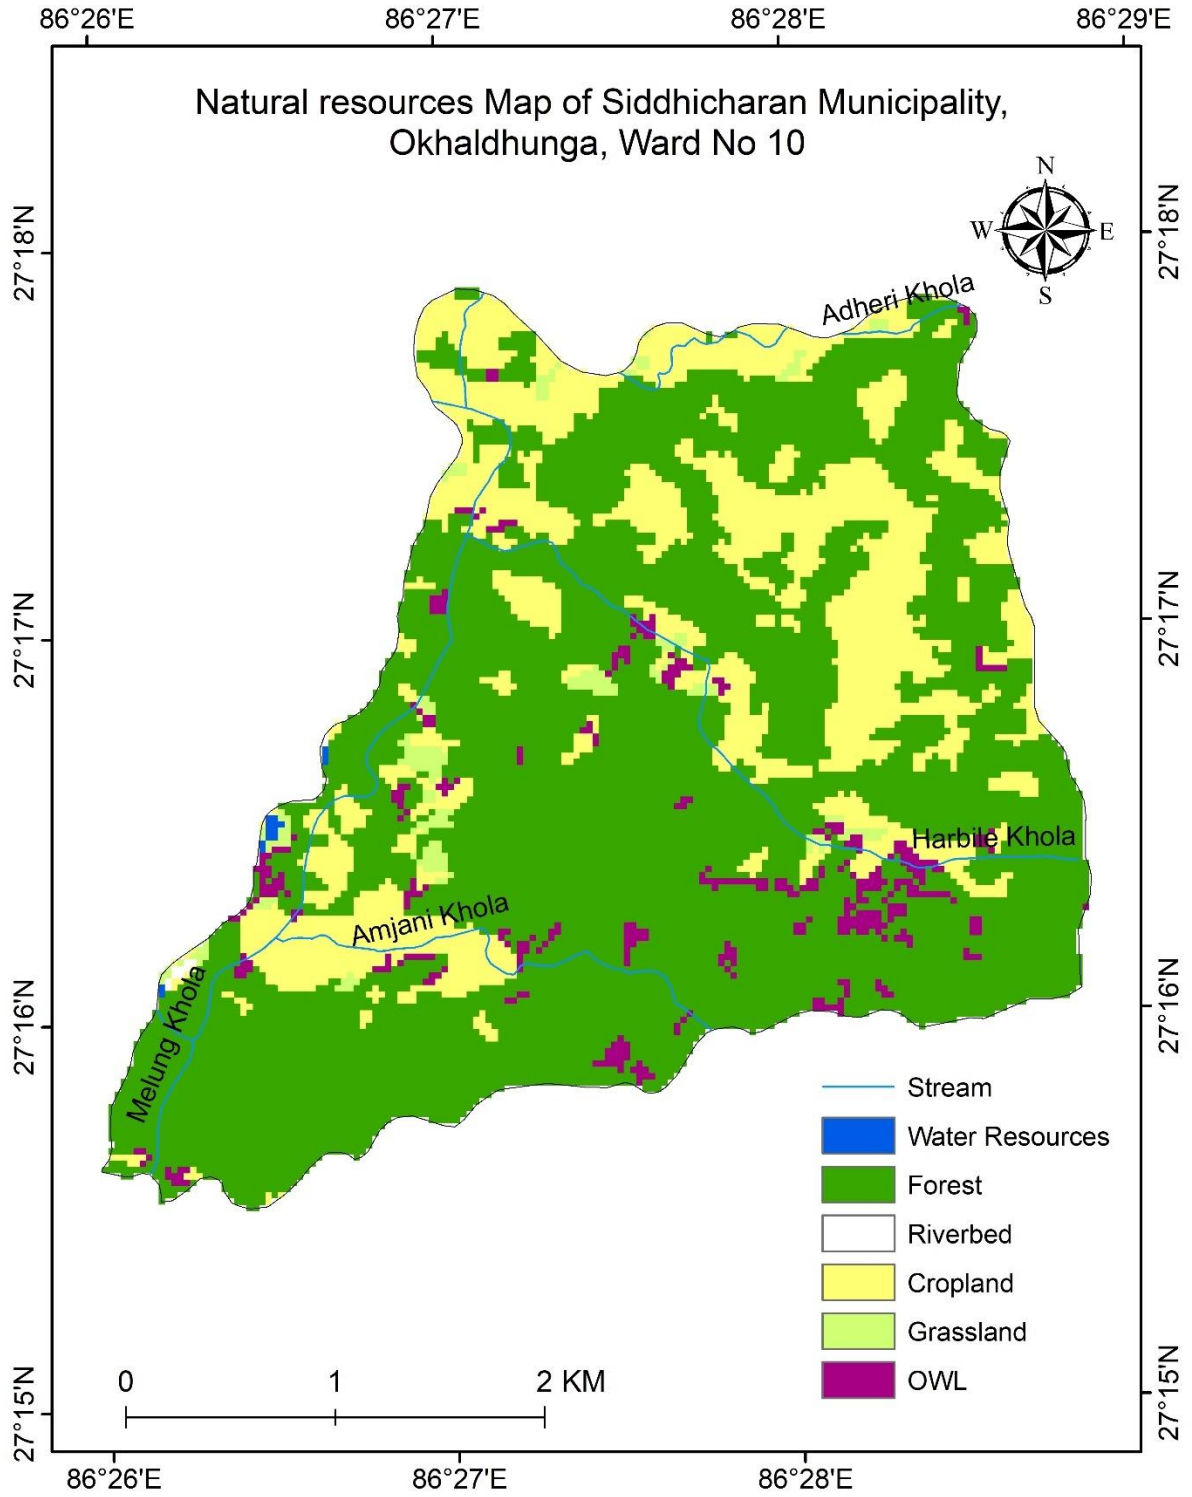 86°26'E 86°27'E 86°28'E 86°29'E
Natural resources Map of Siddhicharan Municipality,
Okhaldhunga, Ward No 10
N
W E
S
27°18'N 27°18'N
Adheri Khola
27°17'N 27°17'N
Harbile Khola
Amjani Khola
Melung Khola
27°16'N 27°16'N
Stream
Water Resources
Forest
Riverbed
Cropland
Grassland
OWL
0 1 2 KM
27°15'N 27°15'N
86°26'E 86°27'E 86°28'E